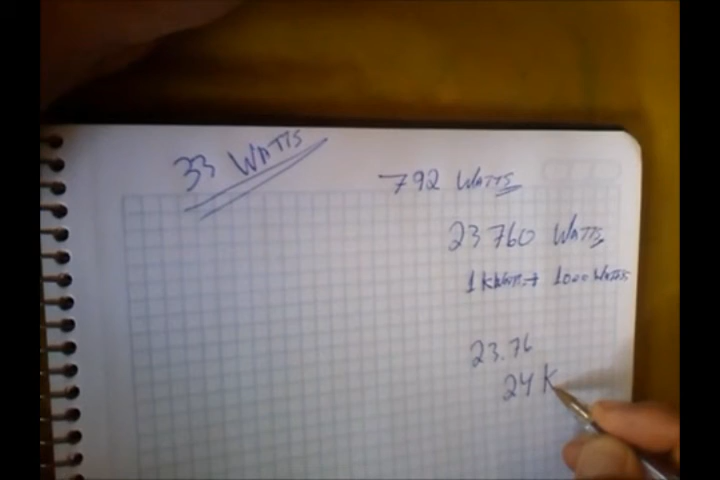 33 WATTS
792 WATTS
23 760 WATTS
1 KWatt → 1000 WATTS
23.76
24 K